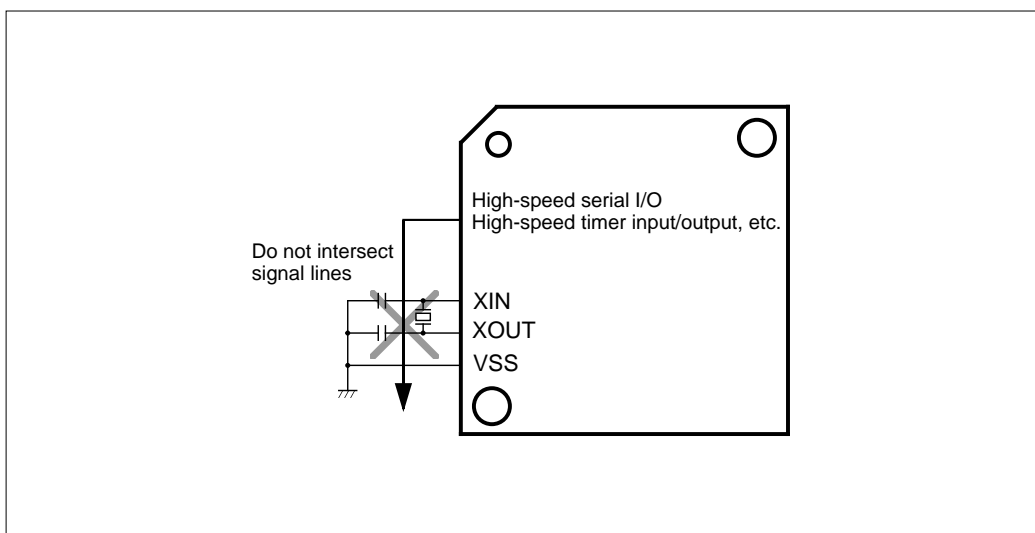 High-speed serial I/O
High-speed timer input/output, etc.
Do not intersect
signal lines
XIN
XOUT
VSS